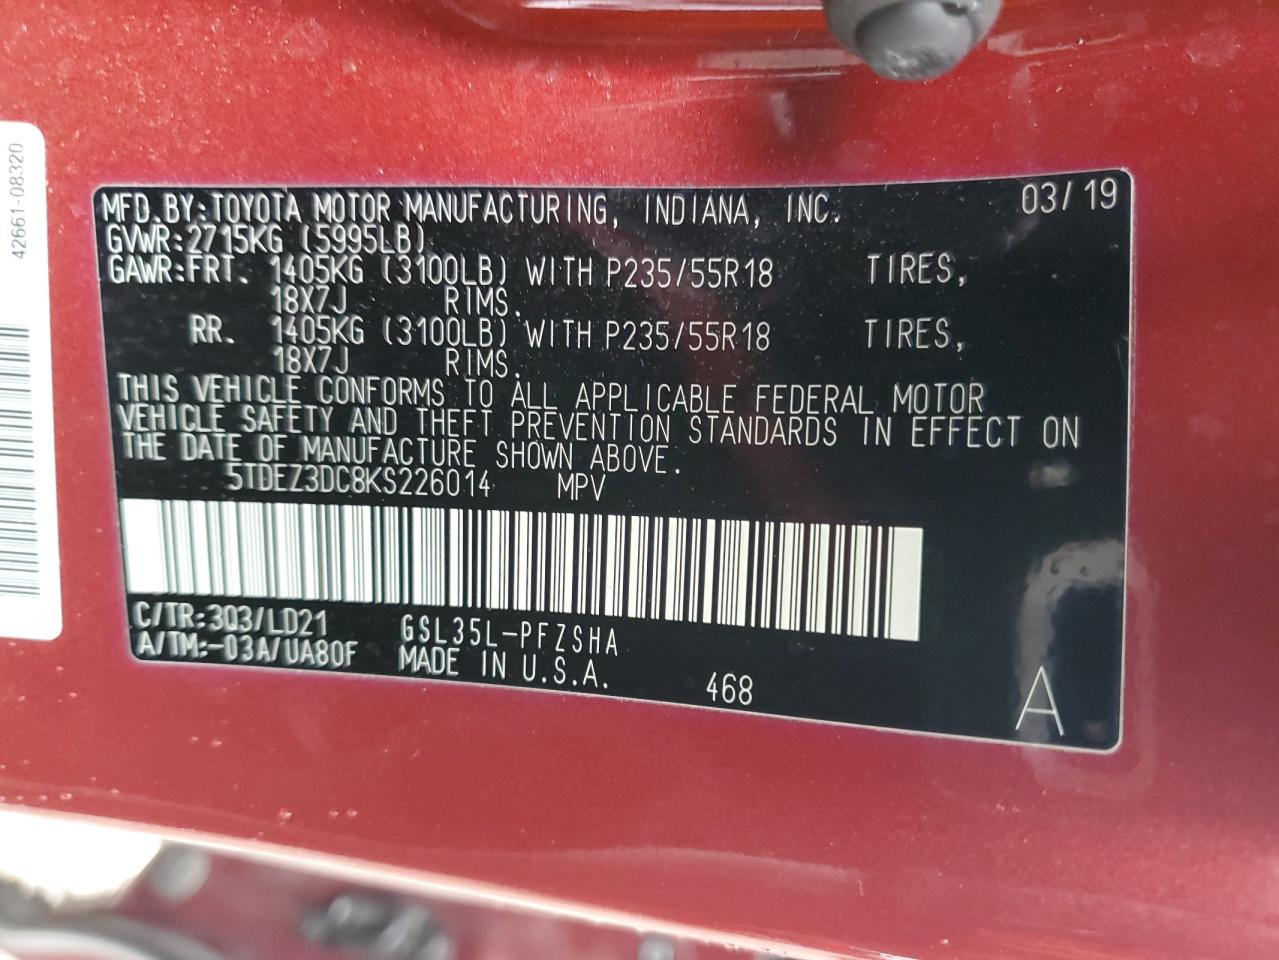 42661-08320
MFD.BY:TOYOTA MOTOR MANUFACTURING, INDIANA, INC. 03/19
GVWR:2715KG (5995LB)
GAWR:FRT. 1405KG (3100LB) WITH P235/55R18 TIRES,
18X7J RIMS.
RR. 1405KG (3100LB) WITH P235/55R18 TIRES,
18X7J RIMS.
THIS VEHICLE CONFORMS TO ALL APPLICABLE FEDERAL MOTOR
VEHICLE SAFETY AND THEFT PREVENTION STANDARDS IN EFFECT ON
THE DATE OF MANUFACTURE SHOWN ABOVE.
5TDEZ3DC8KS226014 MPV
C/TR:3Q3/LD21 GSL35L-PFZSHA
A/TM:-03A/UA80F MADE IN U.S.A. 468 A